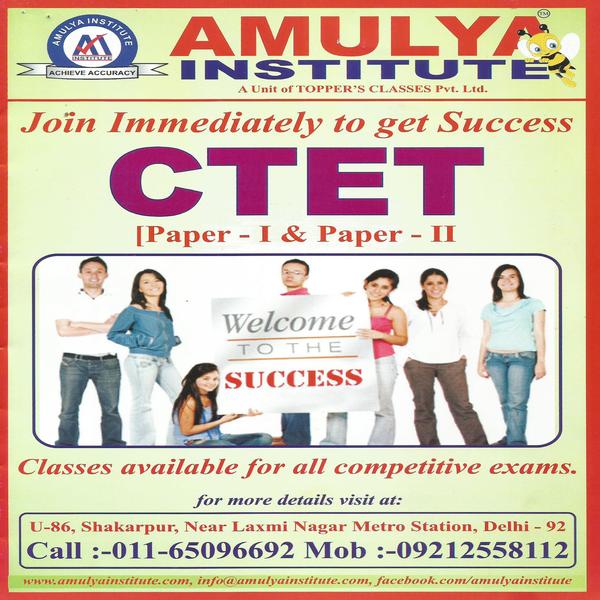 AMULYA INSTITUTE
INSTITUTE
ACHIEVE ACCURACY
AMULYA
TM
INSTITUTE
A Unit of TOPPER'S CLASSES Pvt. Ltd.
Join Immediately to get Success
CTET
[Paper - I & Paper - II
Welcome
TO THE
SUCCESS
Classes available for all competitive exams.
for more details visit at:
U-86, Shakarpur, Near Laxmi Nagar Metro Station, Delhi - 92
Call :-011-65096692 Mob :-09212558112
www.amulyainstitute.com, info@amulyainstitute.com, facebook.com/amulyainstitute